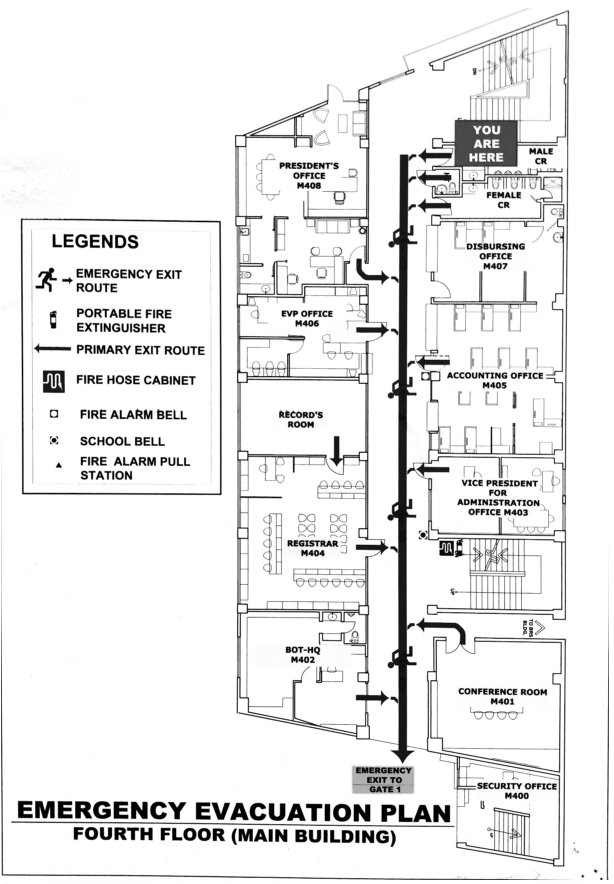 YOU
ARE
HERE
MALE
CR
PRESIDENT'S
OFFICE
M408
FEMALE
CR
DISBURSING
OFFICE
M407
LEGENDS
EMERGENCY EXIT
ROUTE
PORTABLE FIRE
EXTINGUISHER
PRIMARY EXIT ROUTE
FIRE HOSE CABINET
FIRE ALARM BELL
SCHOOL BELL
FIRE ALARM PULL
STATION
EVP OFFICE
M406
ACCOUNTING OFFICE
M405
RECORD'S
ROOM
VICE PRESIDENT
FOR
ADMINISTRATION
OFFICE M403
REGISTRAR
M404
TO BRS
BLDG.
BOT-HQ
M402
CONFERENCE ROOM
M401
EMERGENCY
EXIT TO
GATE 1
SECURITY OFFICE
M400
EMERGENCY EVACUATION PLAN
FOURTH FLOOR (MAIN BUILDING)